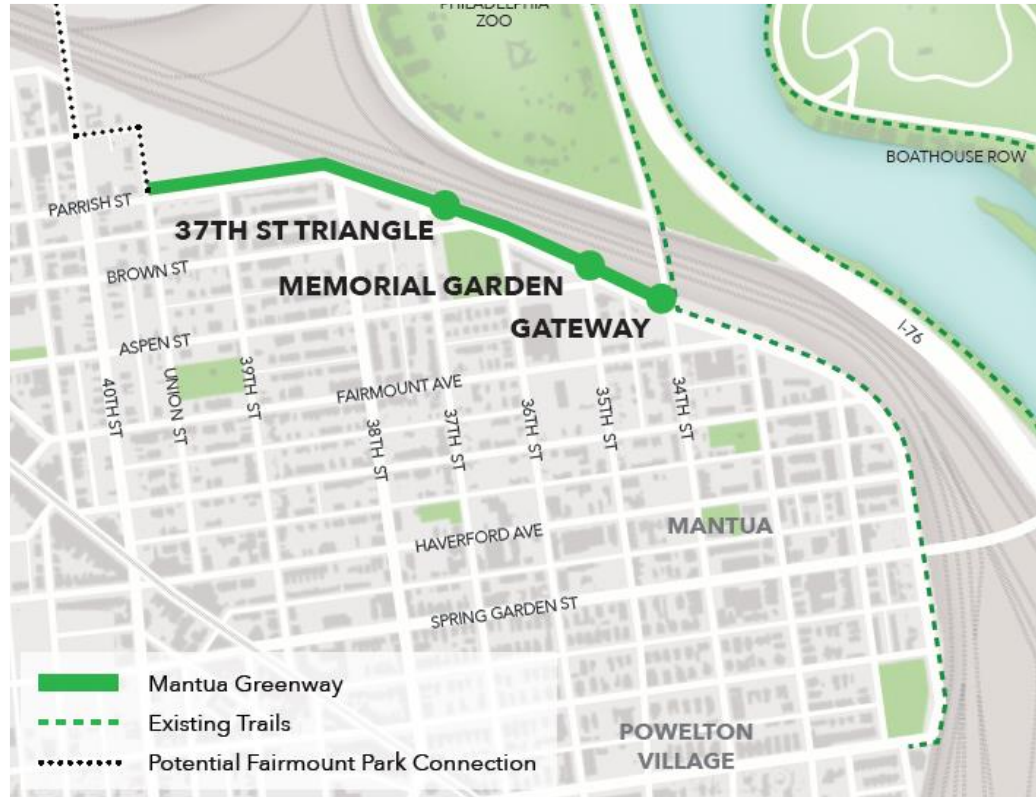 PHILADELPHIA
ZOO
BOATHOUSE ROW
PARRISH ST
37TH ST TRIANGLE
BROWN ST
MEMORIAL GARDEN
GATEWAY
I-76
ASPEN ST
FAIRMOUNT AVE
40TH ST
UNION ST
39TH ST
38TH ST
37TH ST
36TH ST
35TH ST
34TH ST
MANTUA
HAVERFORD AVE
SPRING GARDEN ST
Mantua Greenway
Existing Trails
Potential Fairmount Park Connection
POWELTON
VILLAGE